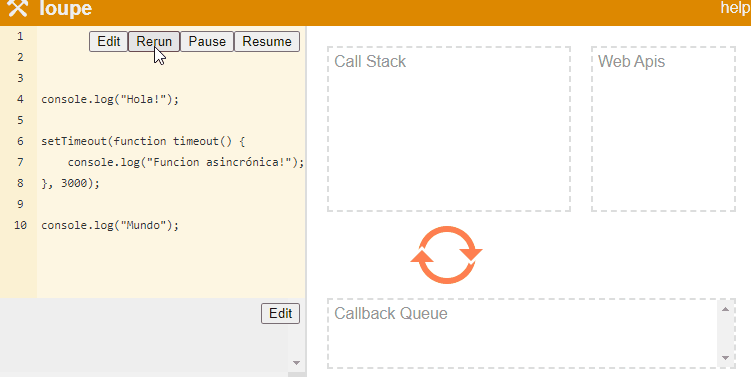 loupe
help
Edit Rerun Pause Resume
1
2
3
4 console.log("Hola!");
5
6 setTimeout(function timeout() {
7     console.log("Funcion asincrónica!");
8 }, 3000);
9
10 console.log("Mundo");
Edit
Call Stack
Web Apis
Callback Queue